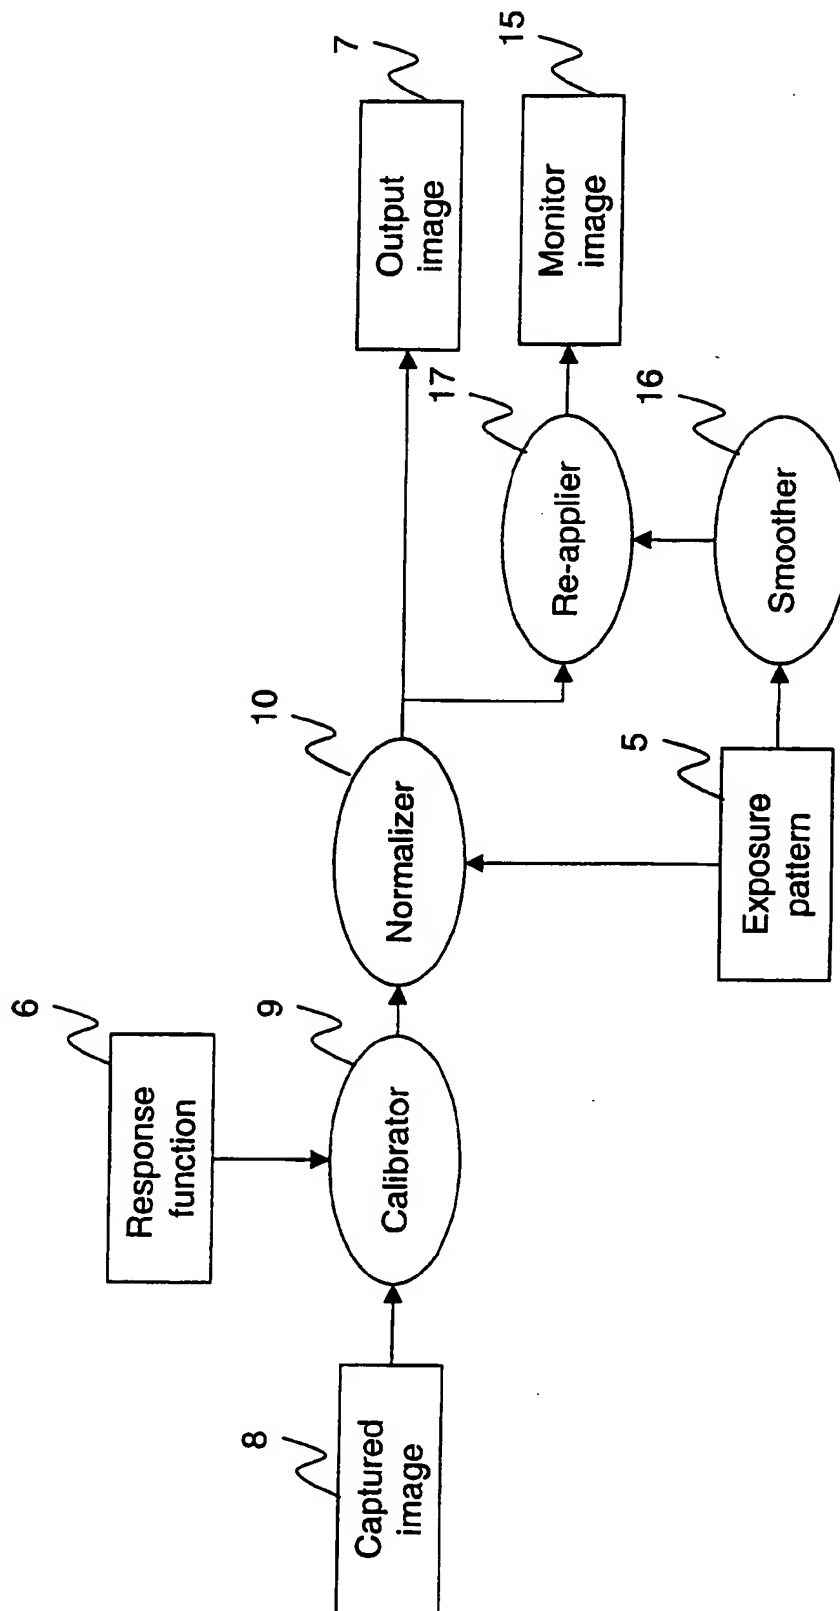 6
Response
function
8
Captured
image
9
Calibrator
10
Normalizer
7
Output
image
17
Re-applier
15
Monitor
image
5
Exposure
pattern
16
Smoother